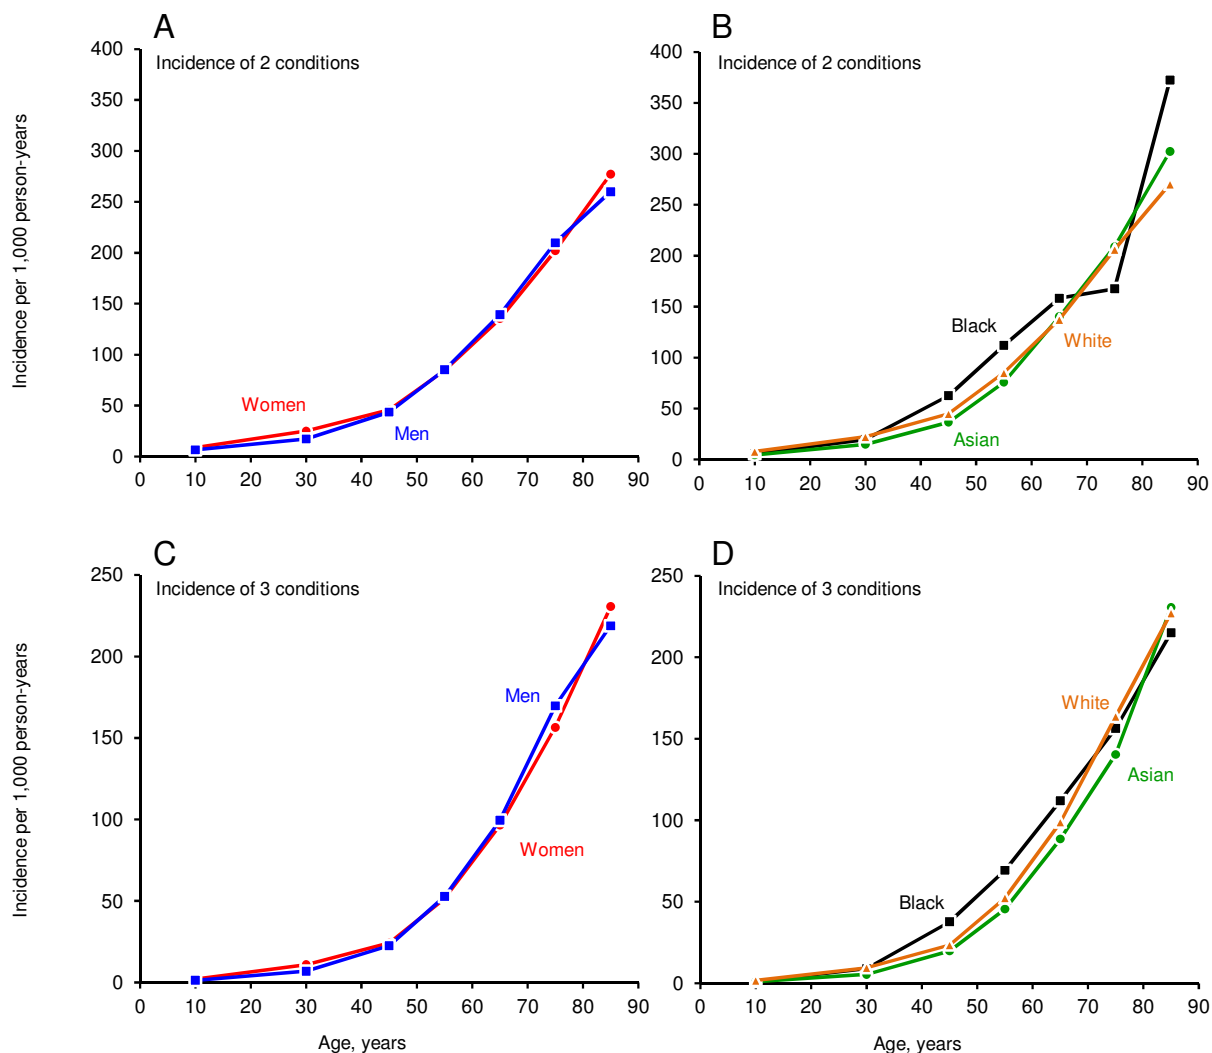 A
Incidence of 2 conditions
Incidence per 1,000 person-years
400
350
300
250
200
150
100
50
0
Women
Men
0 10 20 30 40 50 60 70 80 90
B
Incidence of 2 conditions
400
350
300
250
200
150
100
50
0
Black
White
Asian
0 10 20 30 40 50 60 70 80 90
C
Incidence of 3 conditions
Incidence per 1,000 person-years
250
200
150
100
50
0
Men
Women
0 10 20 30 40 50 60 70 80 90
Age, years
D
Incidence of 3 conditions
250
200
150
100
50
0
White
Asian
Black
0 10 20 30 40 50 60 70 80 90
Age, years